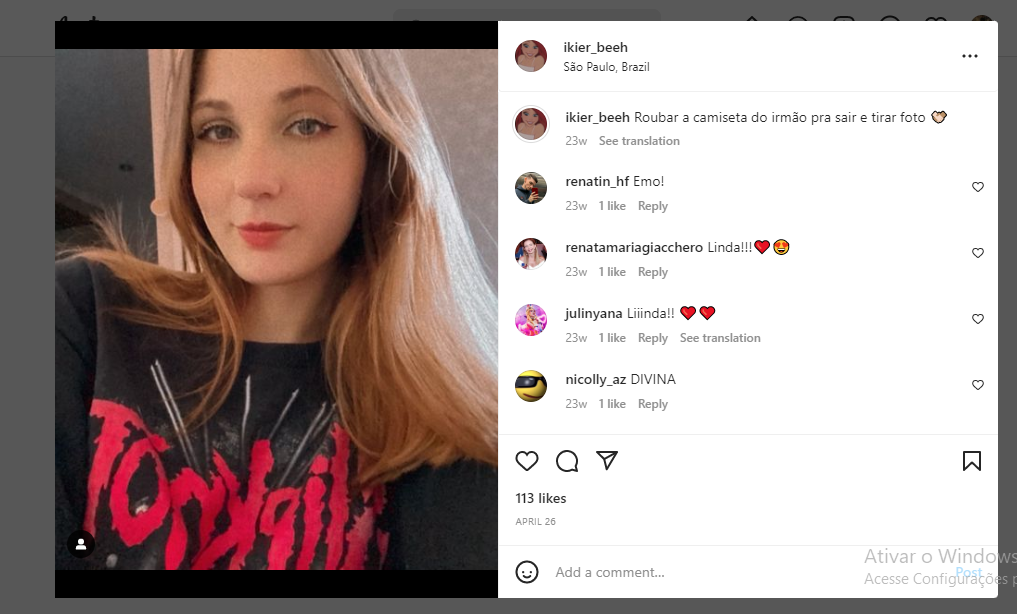 ikier_beeh
São Paulo, Brazil
ikier_beeh Roubar a camiseta do irmão pra sair e tirar foto
23w See translation
renatin_hf Emo!
23w 1 like Reply
renatamariagiacchero Linda!!!❤️😍
23w 1 like Reply
julinyana Liiinda!! ❤️❤️
23w 1 like Reply See translation
nicolly_az DIVINA
23w 1 like Reply
113 likes
APRIL 26
Add a comment...
Post
Ativar o Windows
Acesse Configurações p